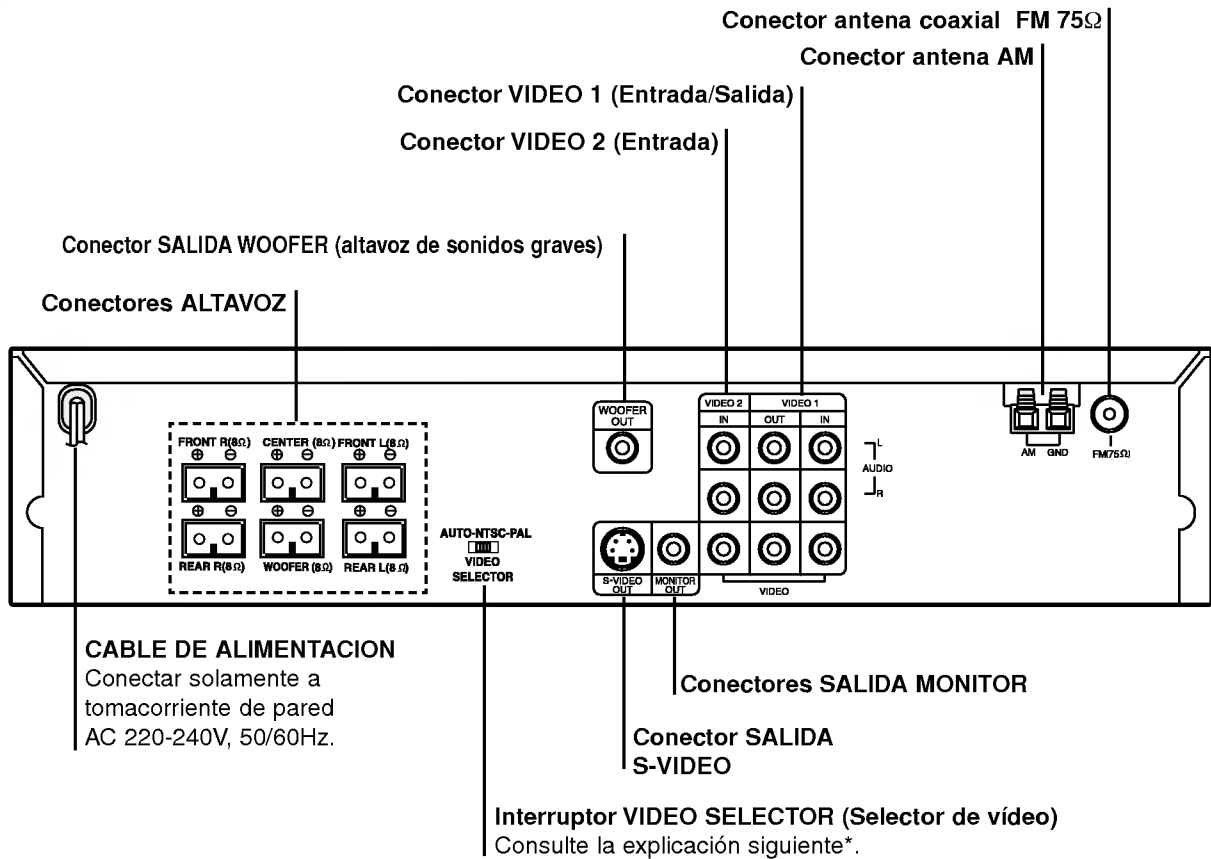 Conector antena coaxial FM 75Ω
Conector antena AM
Conector VIDEO 1 (Entrada/Salida)
Conector VIDEO 2 (Entrada)
Conector SALIDA WOOFER (altavoz de sonidos graves)
Conectores ALTAVOZ
FRONT R(8Ω) CENTER (8Ω) FRONT L(8Ω)
⊕ ⊖ ⊕ ⊖ ⊕ ⊖
⊕ ⊖ ⊕ ⊖ ⊕ ⊖
REAR R(8Ω) WOOFER (8Ω) REAR L(8Ω)
AUTO-NTSC-PAL
VIDEO
SELECTOR
WOOFER
OUT
VIDEO 2 VIDEO 1
IN OUT IN
L
AUDIO
R
S-VIDEO
OUT
MONITOR
OUT
VIDEO
AM GND
FM(75Ω)
CABLE DE ALIMENTACION
Conectar solamente a
tomacorriente de pared
AC 220-240V, 50/60Hz.
Conectores SALIDA MONITOR
Conector SALIDA
S-VIDEO
Interruptor VIDEO SELECTOR (Selector de vídeo)
Consulte la explicación siguiente*.